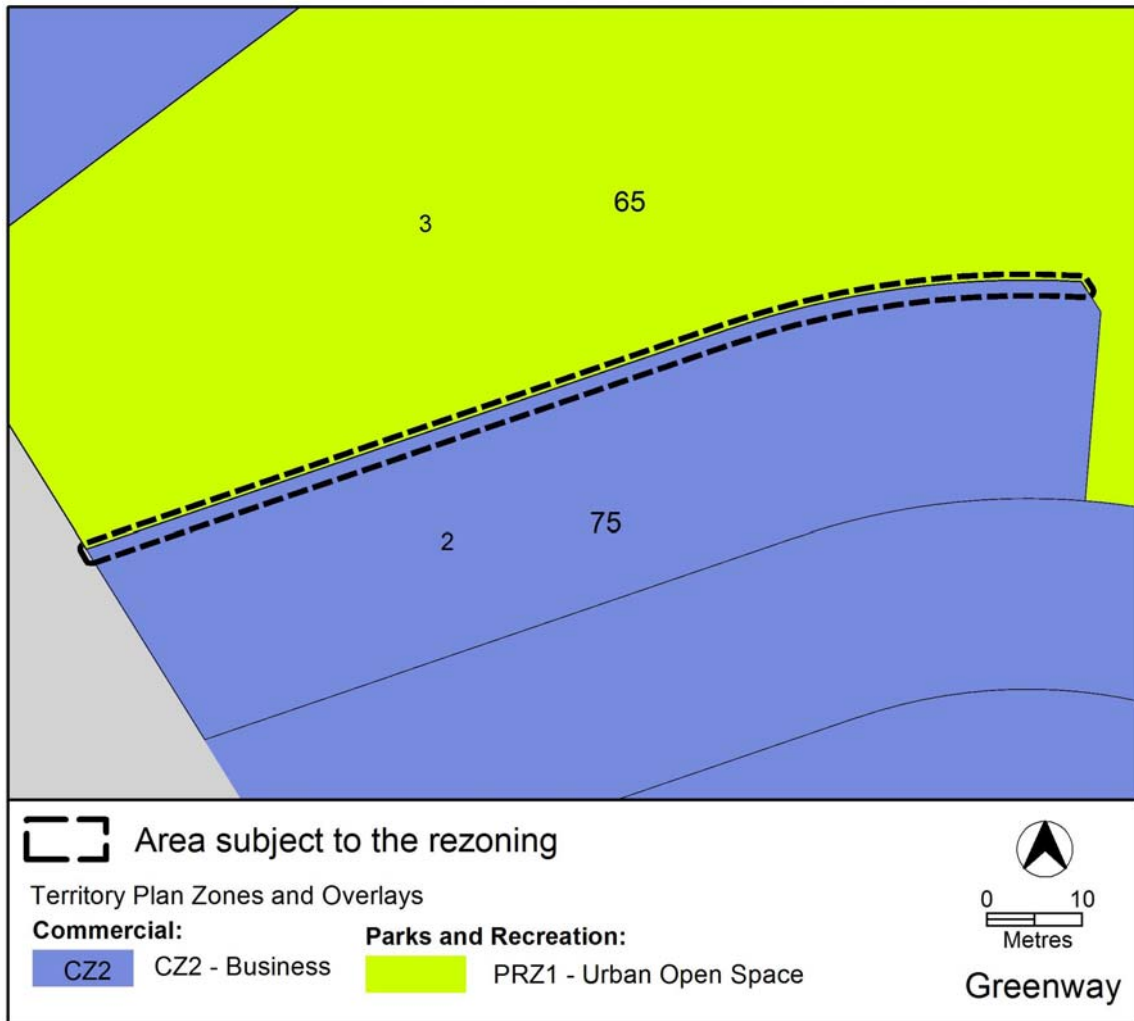 65
3
75
2
Area subject to the rezoning
Territory Plan Zones and Overlays
Commercial:
CZ2 CZ2 - Business
Parks and Recreation:
PRZ1 - Urban Open Space
0 10
Metres
Greenway